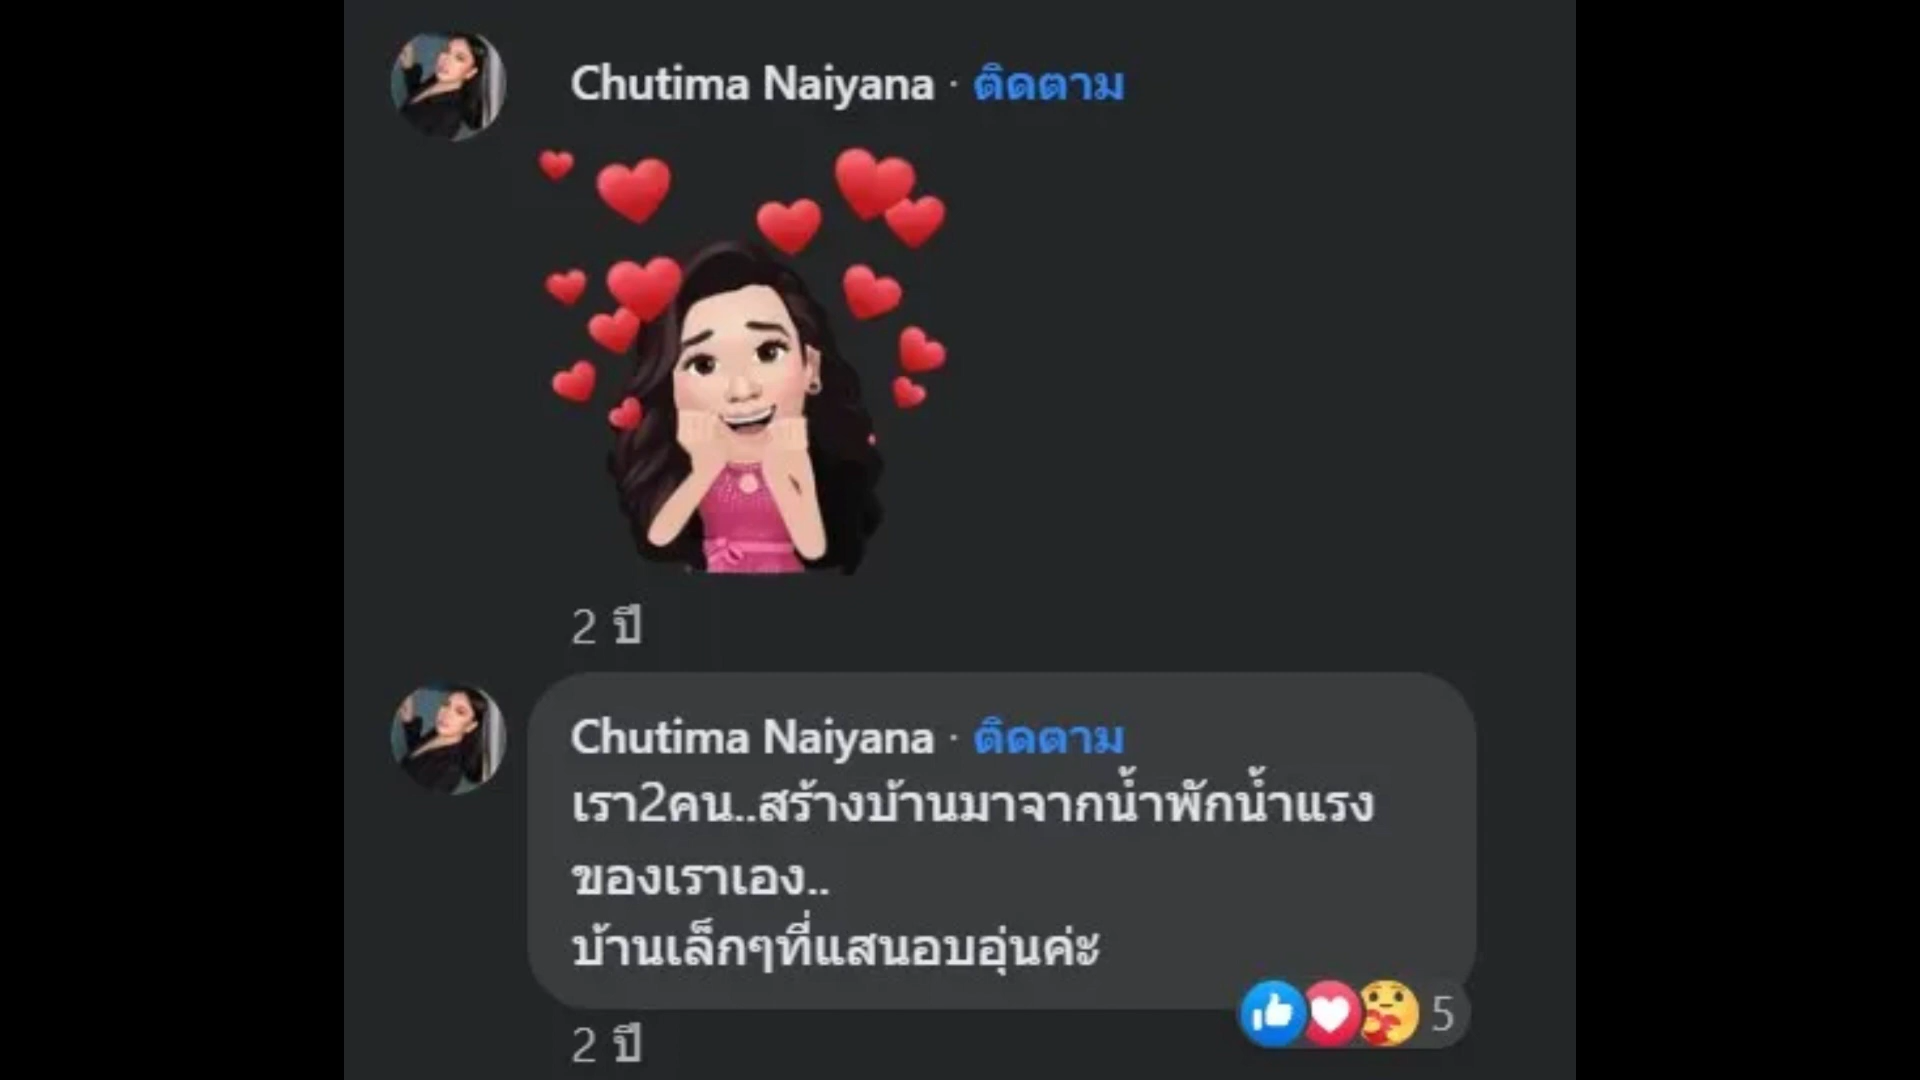 Chutima Naiyana · ติดตาม
2 ปี
Chutima Naiyana · ติดตาม
เรา2คน..สร้างบ้านมาจากน้ำพักน้ำแรง
ของเราเอง..
บ้านเล็กๆที่แสนอบอุ่นค่ะ
5
2 ปี